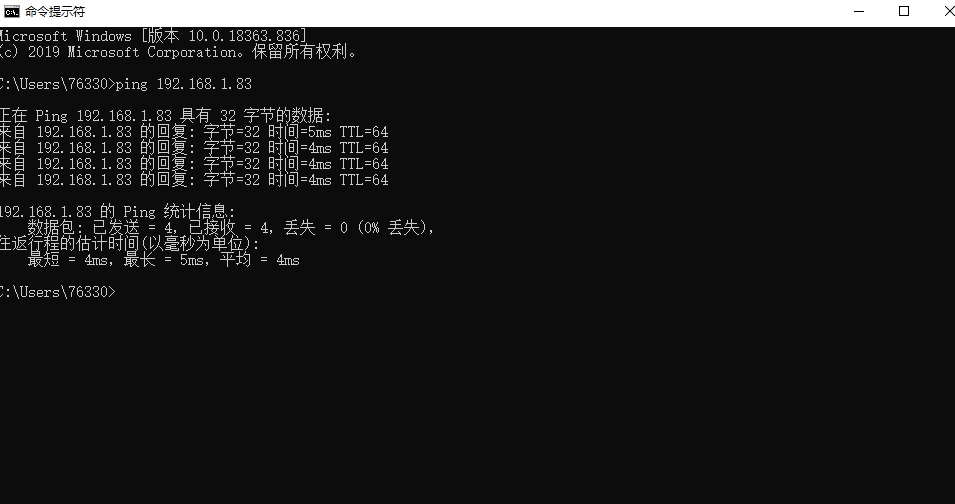 命令提示符
Microsoft Windows [版本 10.0.18363.836]
(c) 2019 Microsoft Corporation。保留所有权利。
C:\Users\76330>ping 192.168.1.83
正在 Ping 192.168.1.83 具有 32 字节的数据:
来自 192.168.1.83 的回复: 字节=32 时间=5ms TTL=64
来自 192.168.1.83 的回复: 字节=32 时间=4ms TTL=64
来自 192.168.1.83 的回复: 字节=32 时间=4ms TTL=64
来自 192.168.1.83 的回复: 字节=32 时间=4ms TTL=64
192.168.1.83 的 Ping 统计信息:
数据包: 已发送 = 4，已接收 = 4，丢失 = 0 (0% 丢失)，
往返行程的估计时间(以毫秒为单位):
最短 = 4ms，最长 = 5ms，平均 = 4ms
C:\Users\76330>